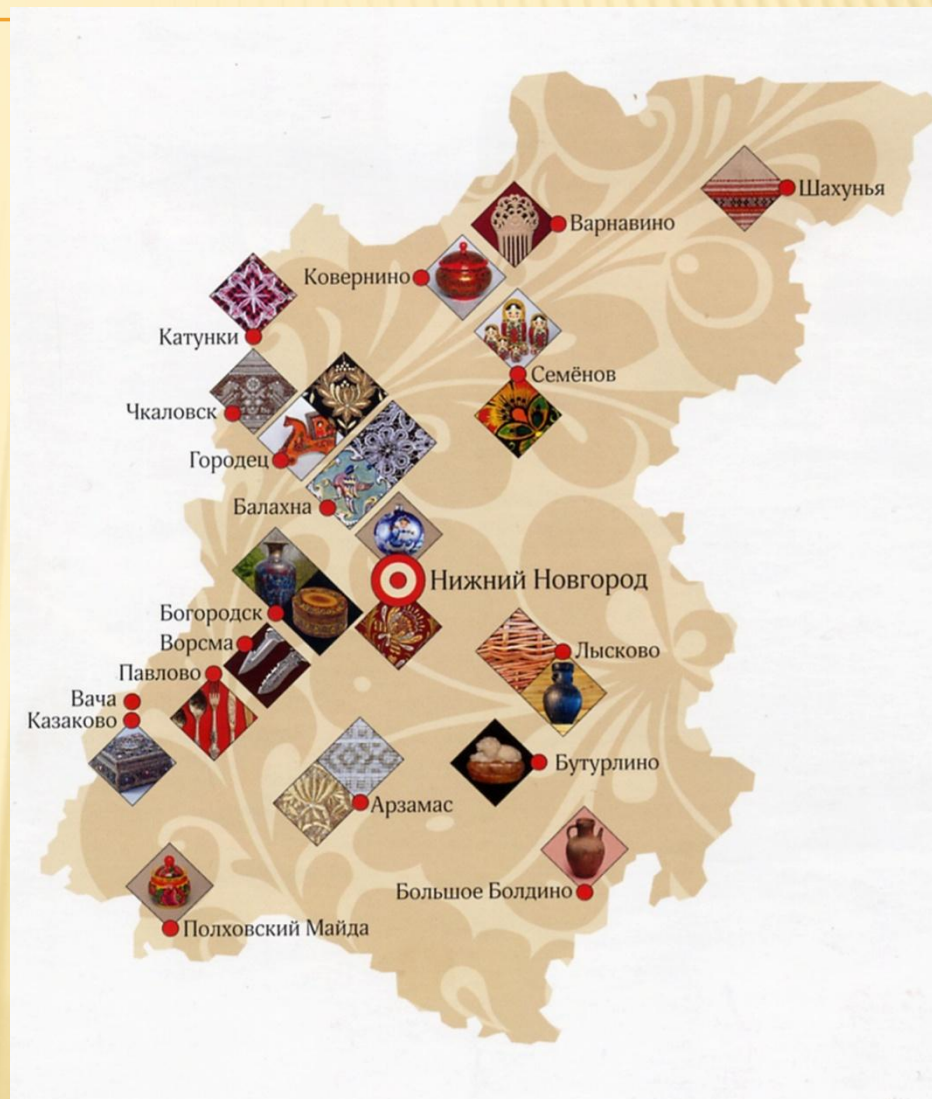 Шахунья
Варнавино
Ковернино
Катунки
Семёнов
Чкаловск
Городец
Балахна
Нижний Новгород
Богородск
Ворсма
Лысково
Павлово
Вача
Казаково
Бутурлино
Арзамас
Большое Болдино
Полховский Майдан